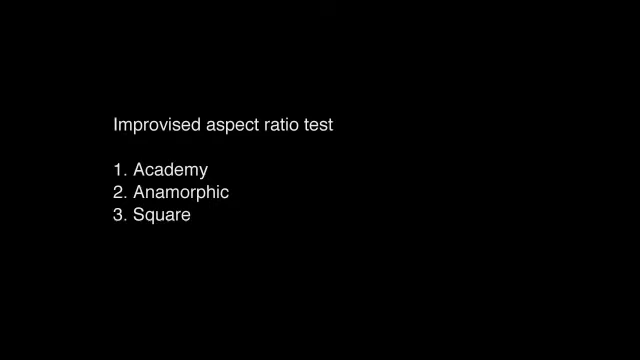 Improvised aspect ratio test
1. Academy
2. Anamorphic
3. Square